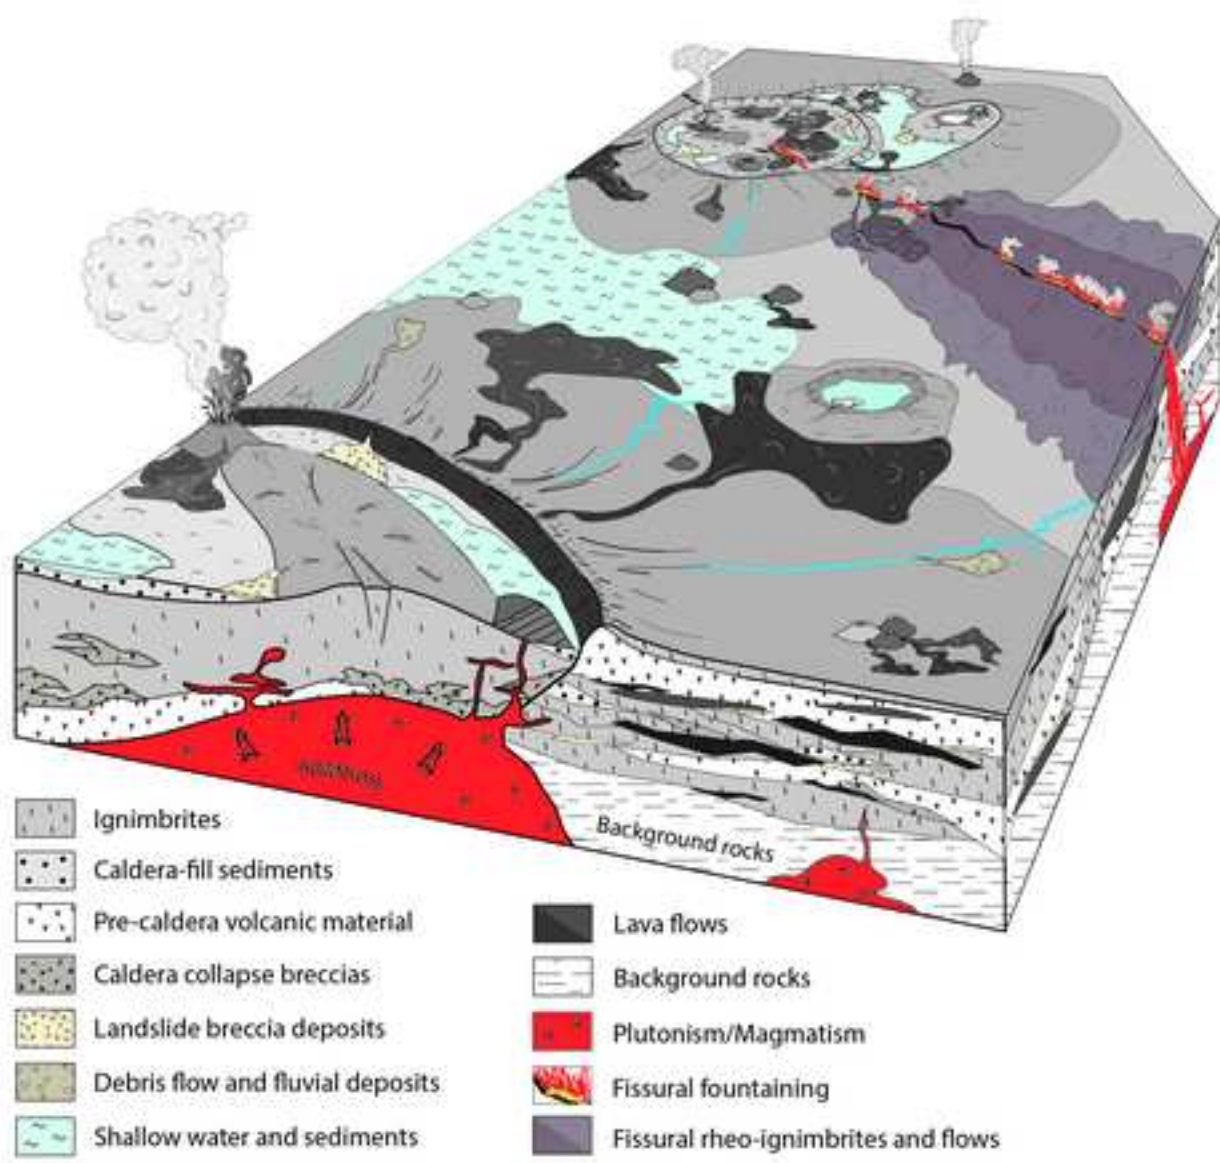 Background rocks
Ignimbrites
Caldera-fill sediments
Pre-caldera volcanic material
Caldera collapse breccias
Landslide breccia deposits
Debris flow and fluvial deposits
Shallow water and sediments
Lava flows
Background rocks
Plutonism/Magmatism
Fissural fountaining
Fissural rheo-ignimbrites and flows